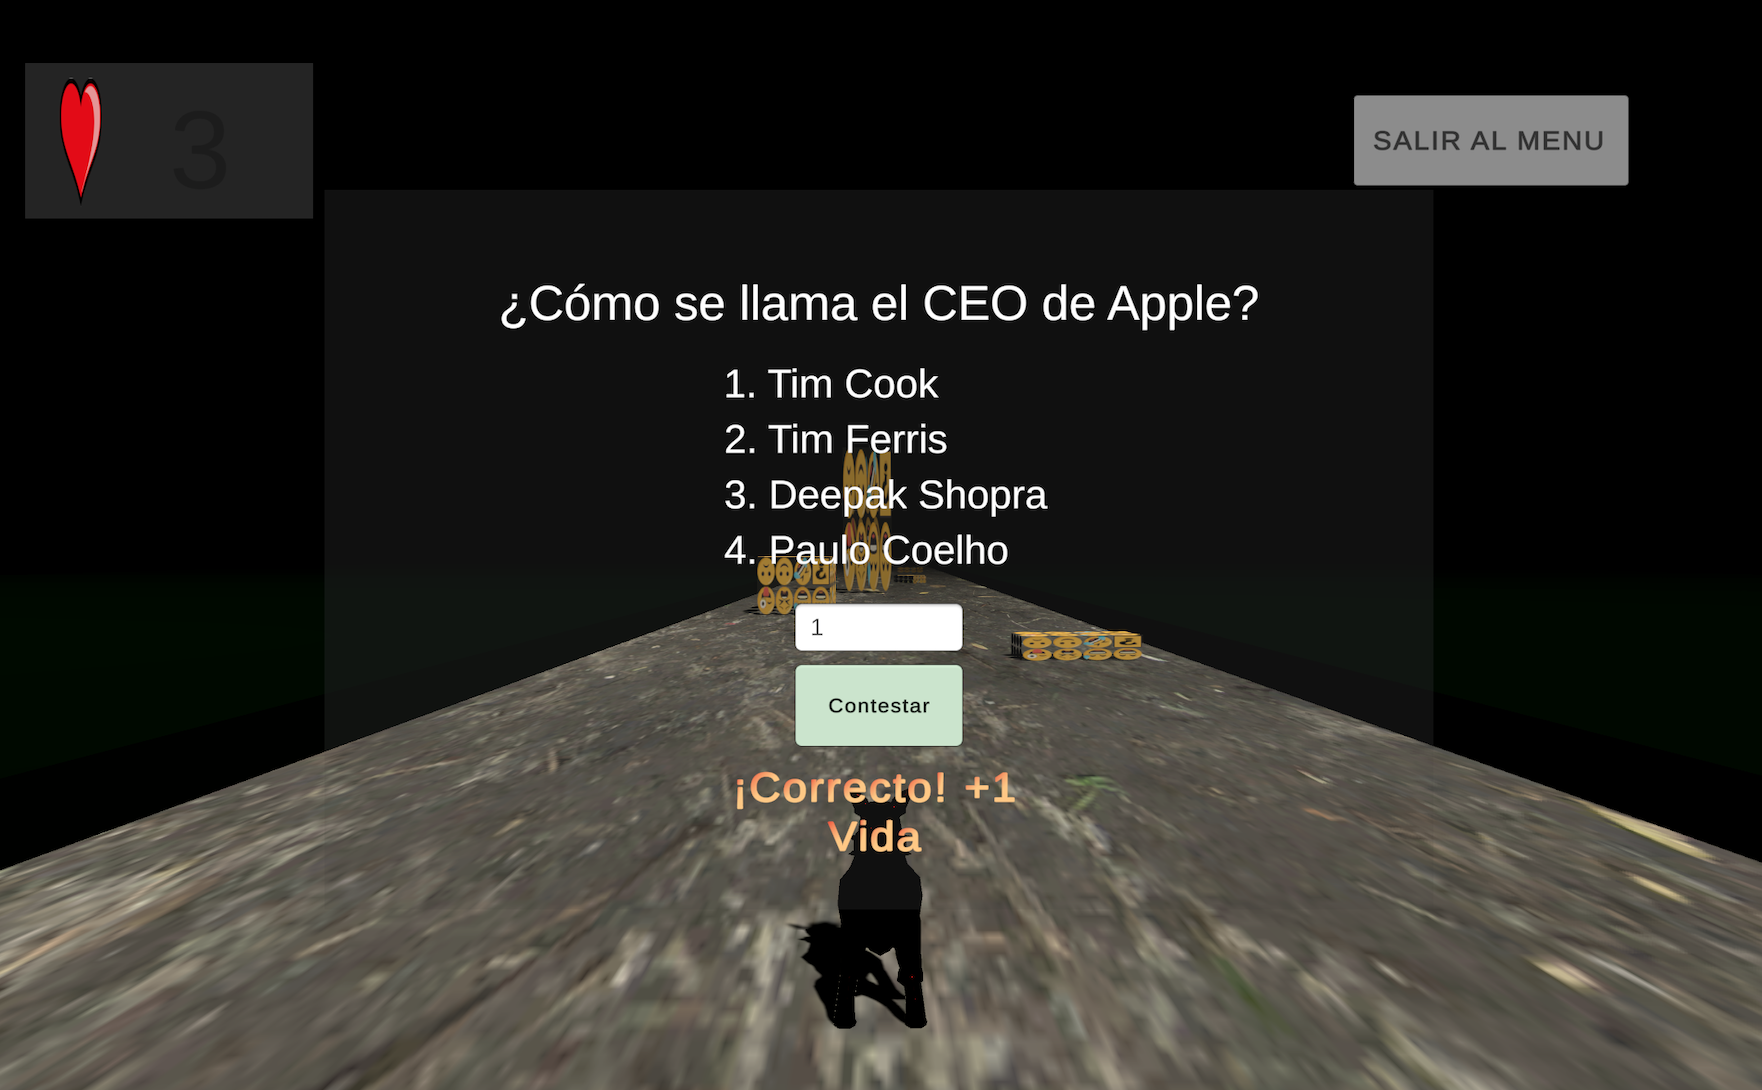 3
SALIR AL MENU
¿Cómo se llama el CEO de Apple?
1. Tim Cook
2. Tim Ferris
3. Deepak Shopra
4. Paulo Coelho
1
Contestar
¡Correcto! +1
Vida